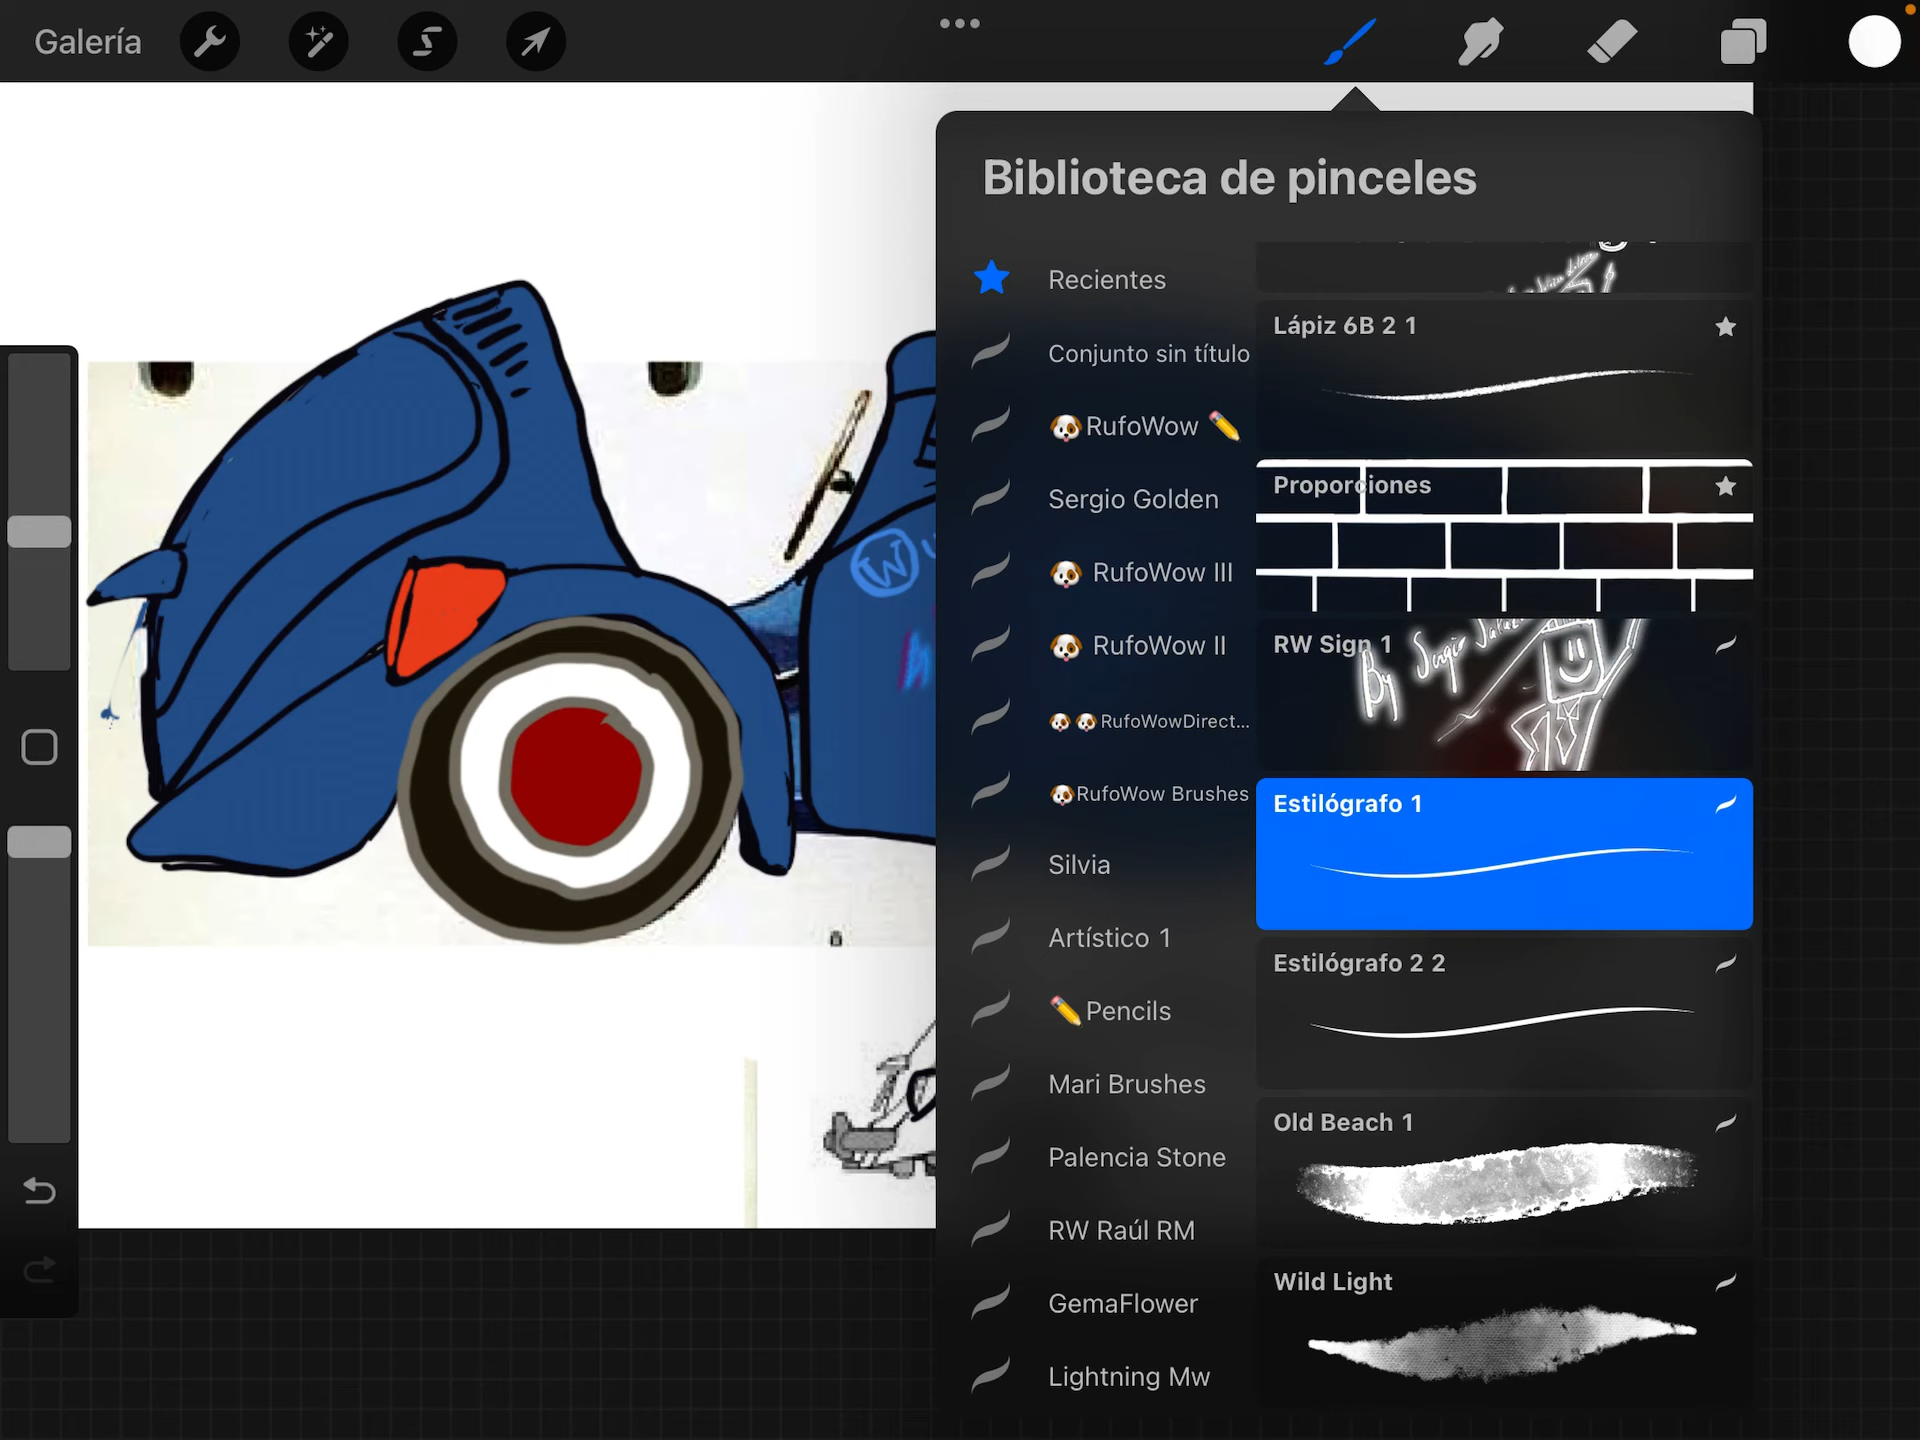 Galería
Biblioteca de pinceles
Recientes
Conjunto sin título
🐶RufoWow ✏️
Sergio Golden
🐶 RufoWow III
🐶 RufoWow II
🐶🐶RufoWowDirect...
🐶RufoWow Brushes
Silvia
Artístico 1
✏️Pencils
Mari Brushes
Palencia Stone
RW Raúl RM
GemaFlower
Lightning Mw
Lápiz 6B 2 1
Proporciones
RW Sign 1
By Sergio
Estilógrafo 1
Estilógrafo 2 2
Old Beach 1
Wild Light
W